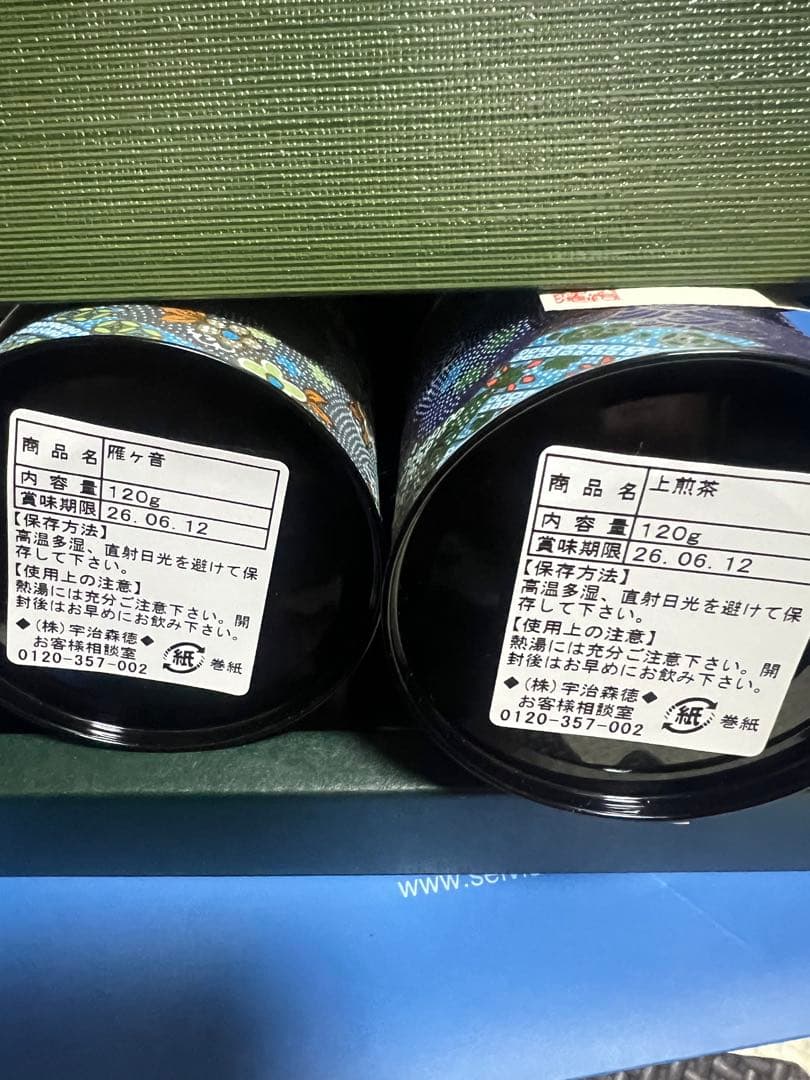 商品名 雁ヶ音
内容量 120g
賞味期限 26.06.12
【保存方法】
高温多湿、直射日光を避けて保
存して下さい。
【使用上の注意】
熱湯には充分ご注意下さい。開
封後はお早めにお飲み下さい。
◆(株)宇治森徳◆
お客様相談室
0120-357-002
紙 巻紙
商品名 上煎茶
内容量 120g
賞味期限 26.06.12
【保存方法】
高温多湿、直射日光を避けて保
存して下さい。
【使用上の注意】
熱湯には充分ご注意下さい。開
封後はお早めにお飲み下さい。
◆(株)宇治森徳◆
お客様相談室
0120-357-002
紙 巻紙